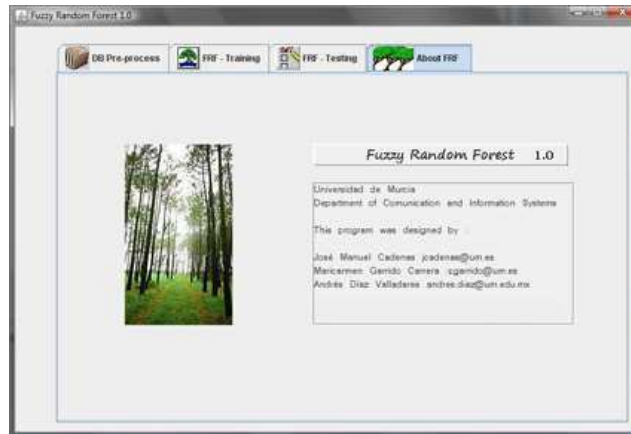 Fuzzy Random Forest 1.0
DB Pre-process FRF - Training FRF - Testing About FRF
Fuzzy Random Forest 1.0
Universidad de Murcia
Department of Comunication and Information Systems
This program was designed by :
José Manuel Cadenas jcadenas@um.es
Maricarmen Garrido Carrera cgarrido@um.es
Andrés Díaz Valladares andres.diaz@um.edu.mx